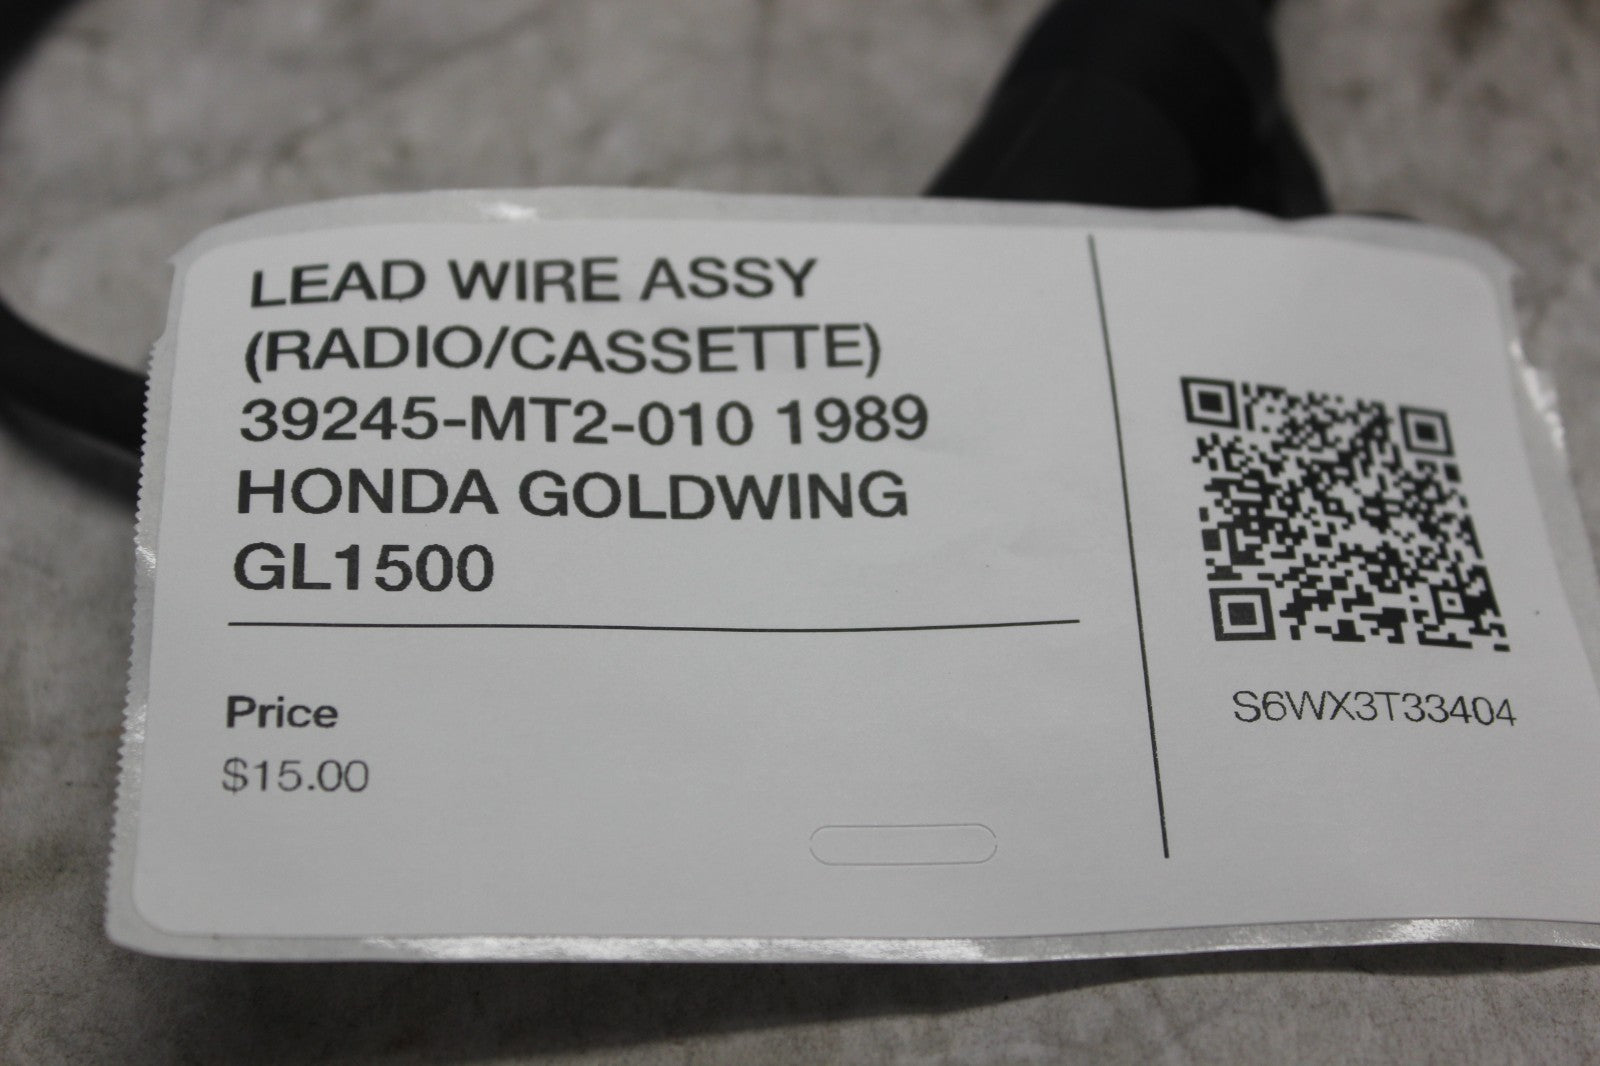 LEAD WIRE ASSY
(RADIO/CASSETTE)
39245-MT2-010 1989
HONDA GOLDWING
GL1500
Price
$15.00
S6WX3T33404